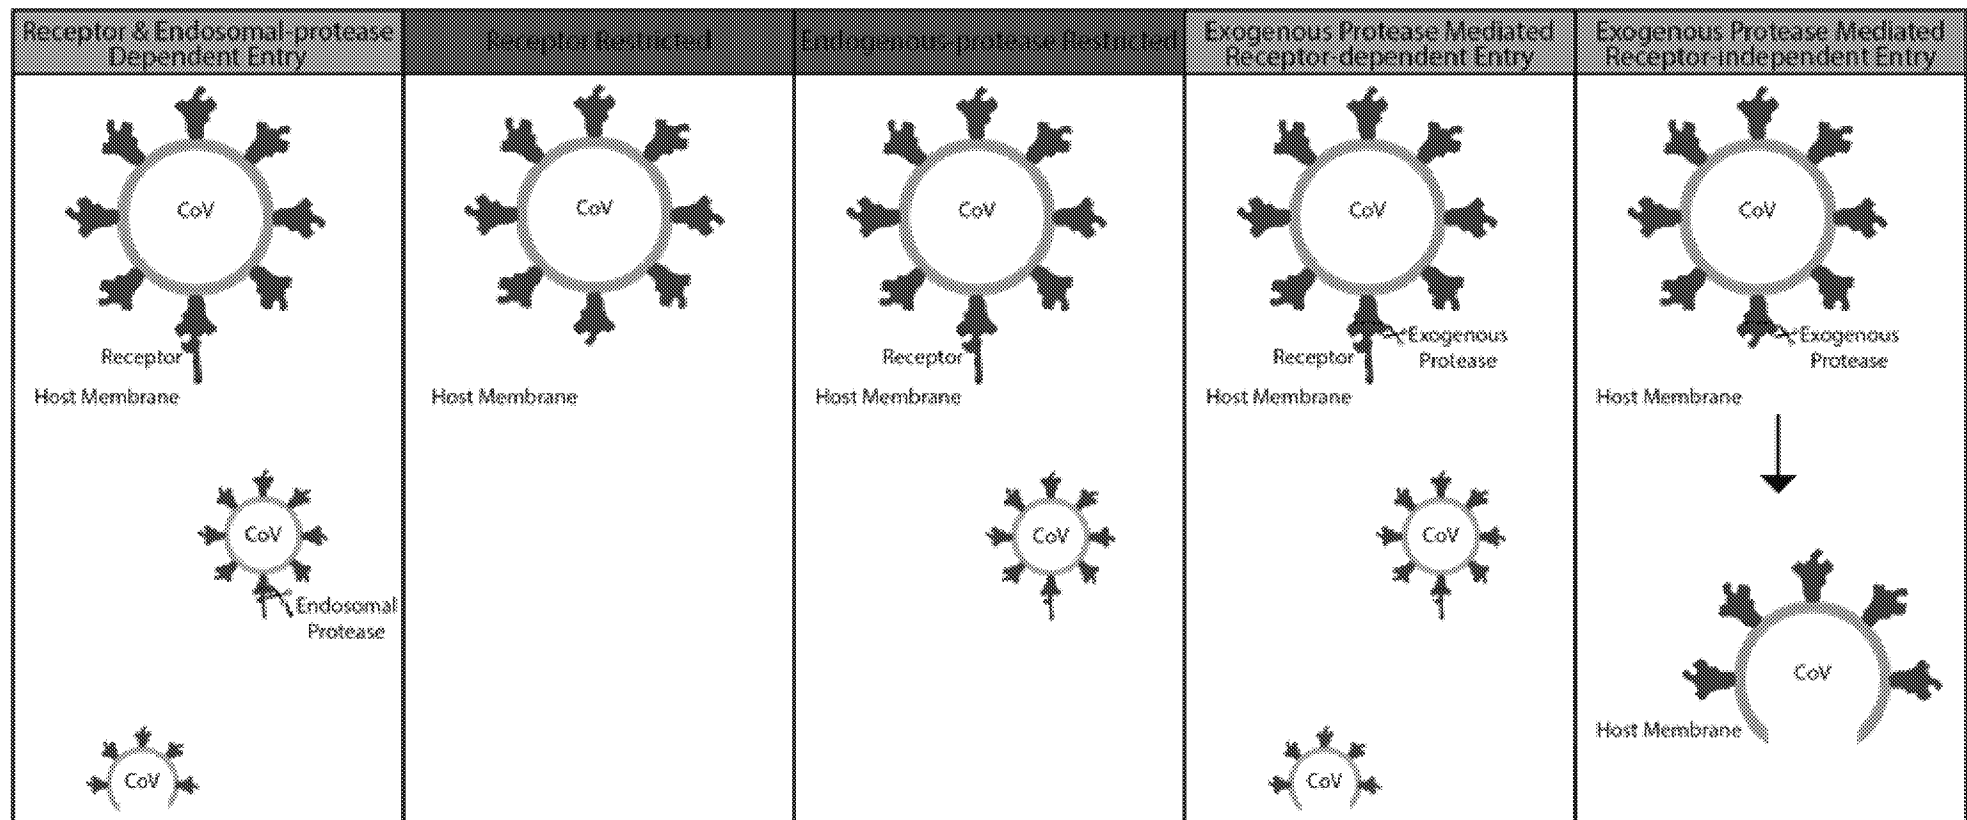 Receptor & Endosomal-protease
Dependent Entry
Receptor Restricted
Endogenous-protease Restricted
Exogenous Protease Mediated
Receptor-dependent Entry
Exogenous Protease Mediated
Receptor-independent Entry
CoV
Receptor
Host Membrane
CoV
Endosomal
Protease
CoV
CoV
Host Membrane
CoV
Receptor
Host Membrane
CoV
CoV
Exogenous
Protease
Receptor
Host Membrane
CoV
CoV
CoV
Exogenous
Protease
Host Membrane
CoV
Host Membrane